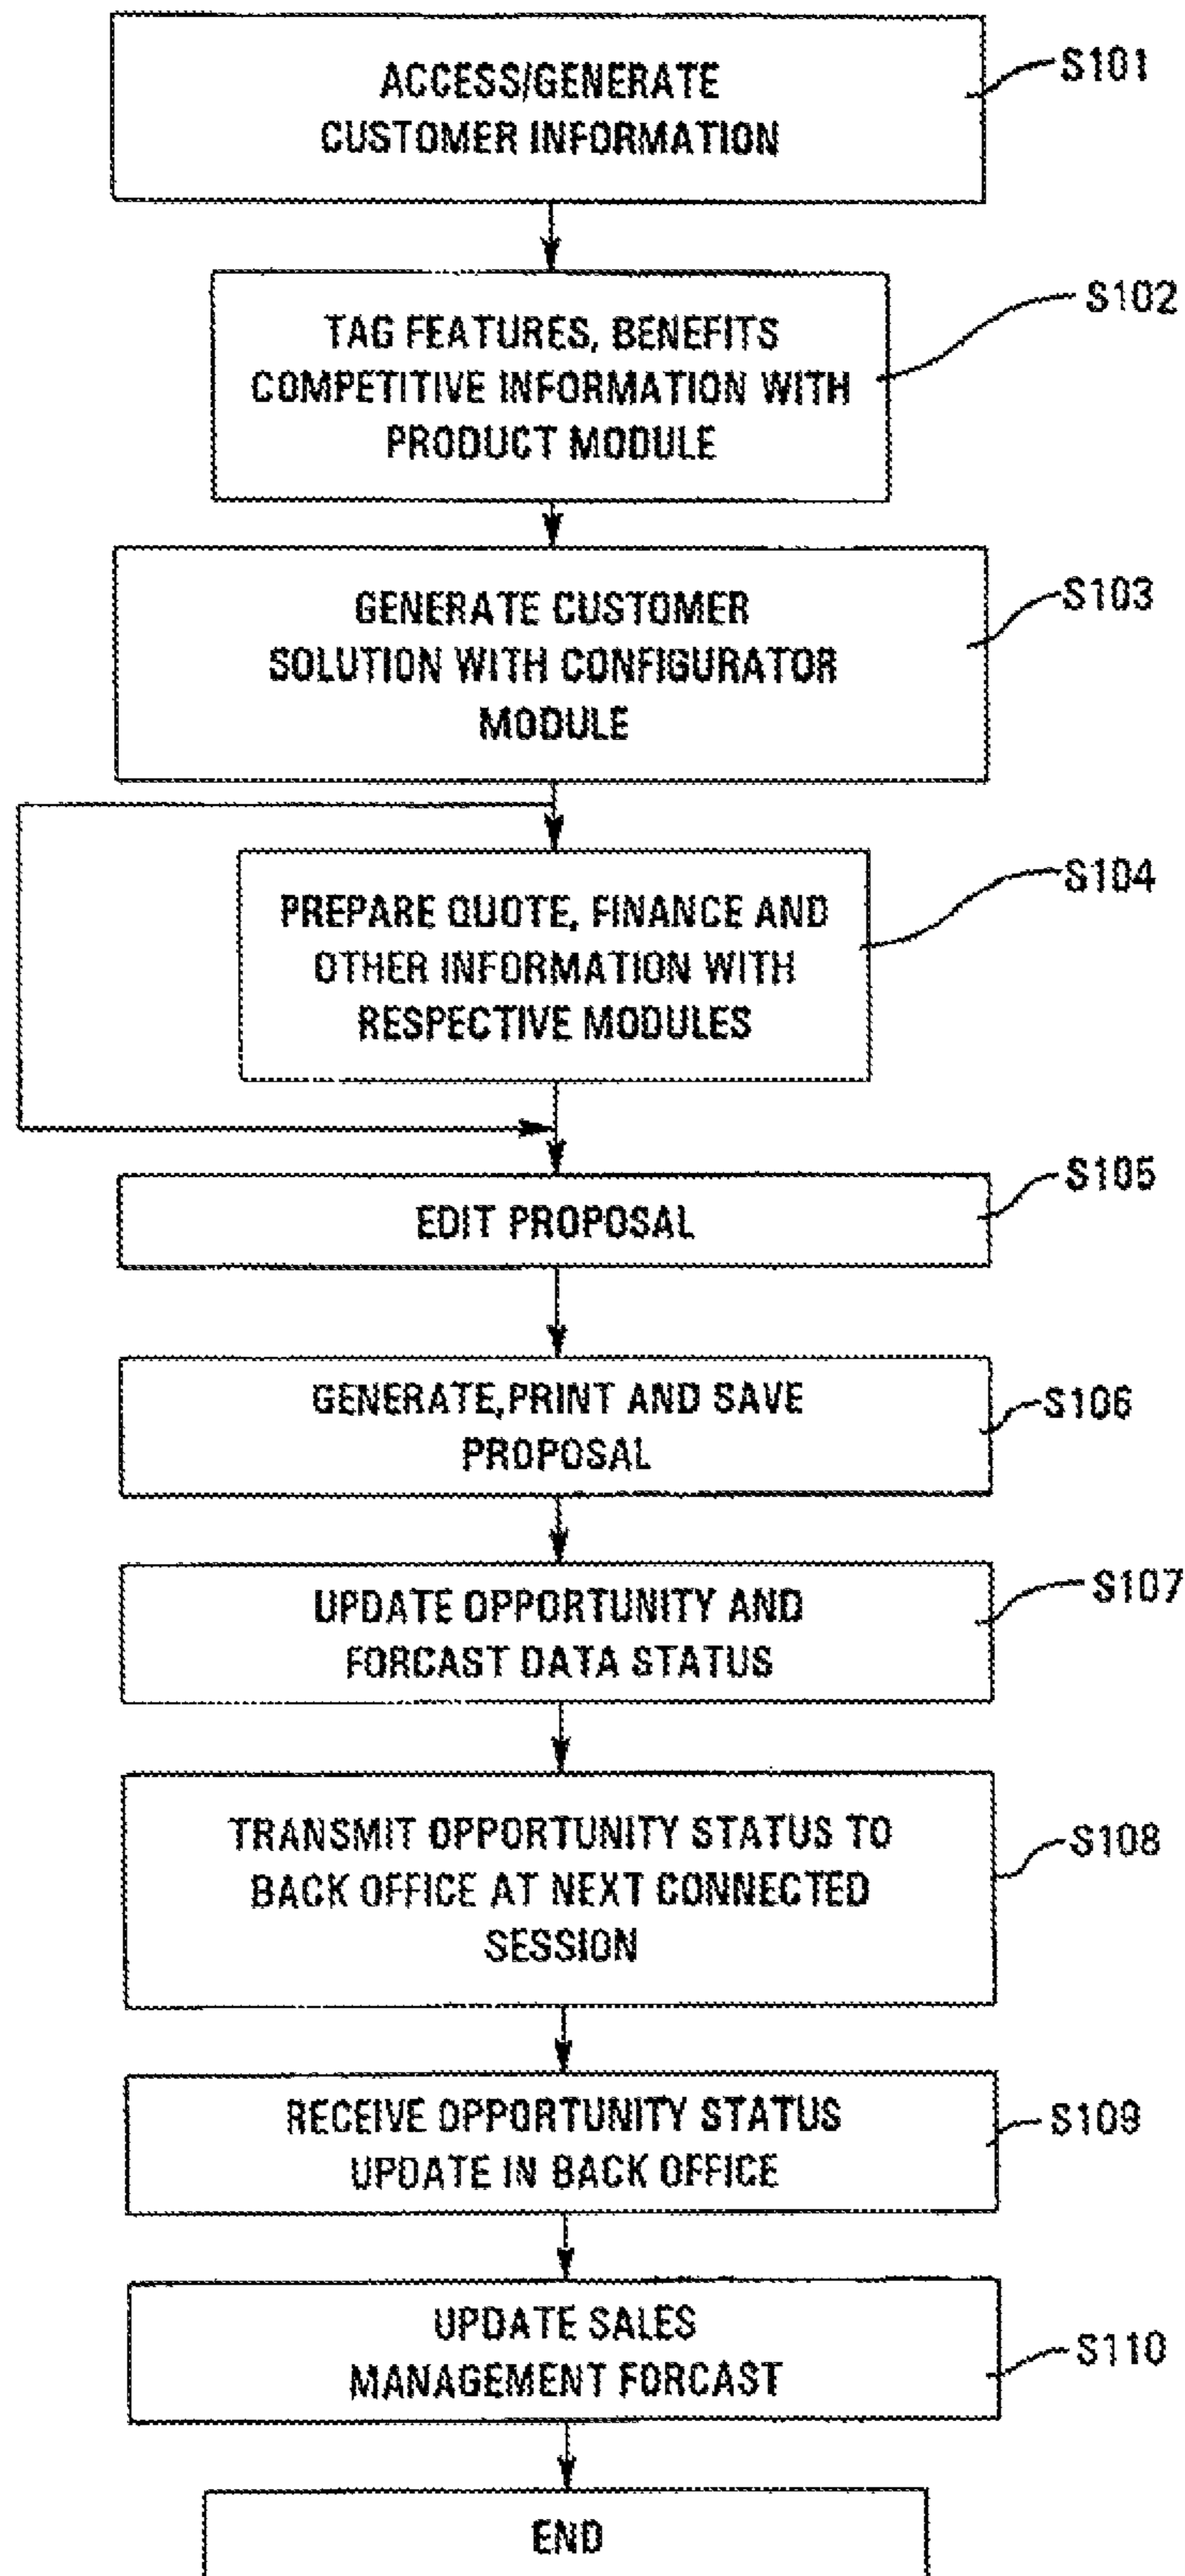 ACCESS/GENERATE
CUSTOMER INFORMATION
S101
TAG FEATURES, BENEFITS
COMPETITIVE INFORMATION WITH
PRODUCT MODULE
S102
GENERATE CUSTOMER
SOLUTION WITH CONFIGURATOR
MODULE
S103
PREPARE QUOTE, FINANCE AND
OTHER INFORMATION WITH
RESPECTIVE MODULES
S104
EDIT PROPOSAL
S105
GENERATE,PRINT AND SAVE
PROPOSAL
S106
UPDATE OPPORTUNITY AND
FORCAST DATA STATUS
S107
TRANSMIT OPPORTUNITY STATUS TO
BACK OFFICE AT NEXT CONNECTED
SESSION
S108
RECEIVE OPPORTUNITY STATUS
UPDATE IN BACK OFFICE
S109
UPDATE SALES
MANAGEMENT FORCAST
S110
END